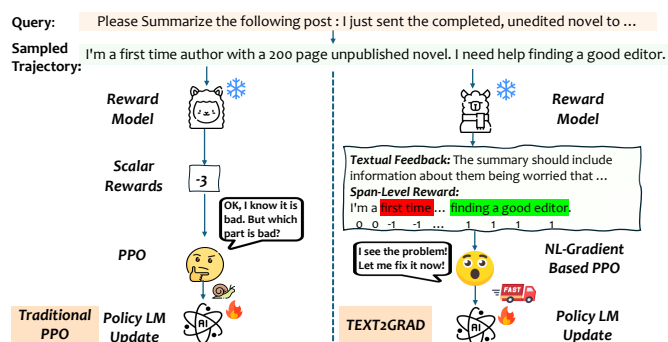 Query: Please Summarize the following post : I just sent the completed, unedited novel to ...
Sampled
Trajectory: I'm a first time author with a 200 page unpublished novel. I need help finding a good editor.
Reward
Model
Scalar
Rewards
-3
OK, I know it is
bad. But which
part is bad?
PPO
Traditional
PPO
Policy LM
Update
AI
Reward
Model
Textual Feedback: The summary should include
information about them being worried that ...
Span-Level Reward:
I'm a first time ... finding a good editor.
0 0 -1 -1 ... 1 1 1 1
I see the problem!
Let me fix it now!
NL-Gradient
Based PPO
FAST
TEXT2GRAD
AI
Policy LM
Update